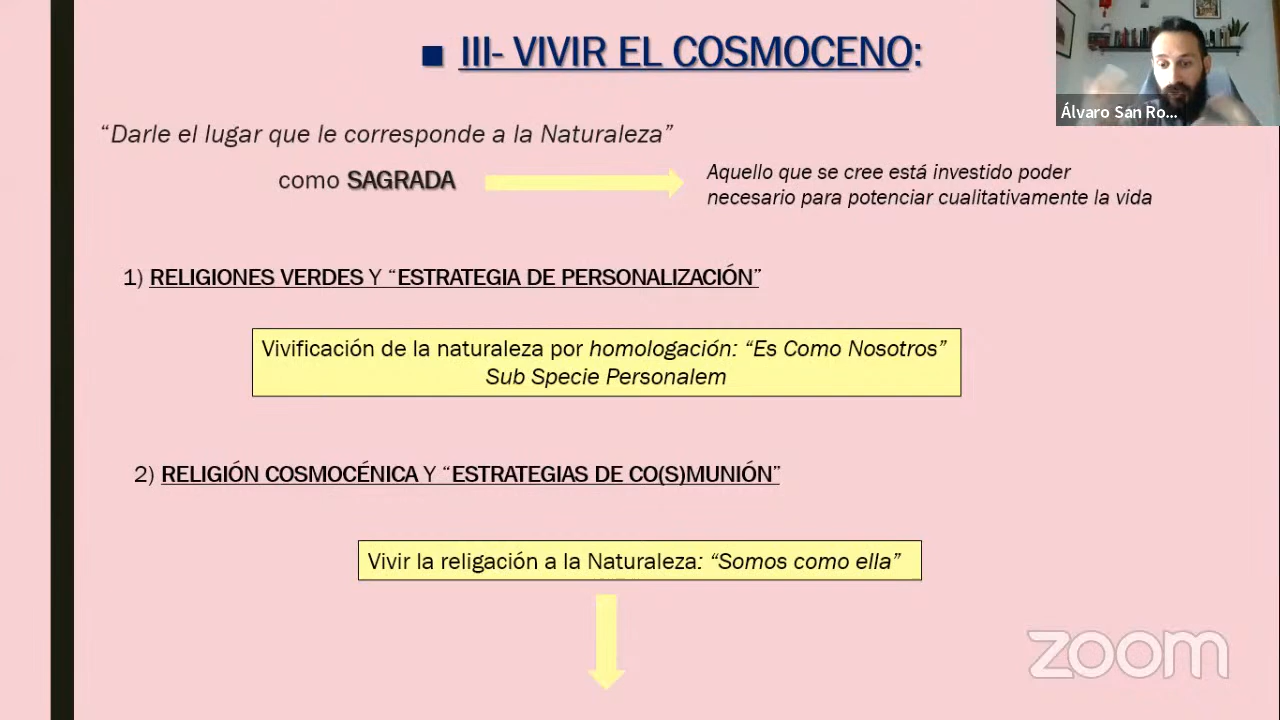 III- VIVIR EL COSMOCENO:
Álvaro San Ro...
“Darle el lugar que le corresponde a la Naturaleza”
como SAGRADA
Aquello que se cree está investido poder
necesario para potenciar cualitativamente la vida
1) RELIGIONES VERDES Y “ESTRATEGIA DE PERSONALIZACIÓN”
Vivificación de la naturaleza por homologación: “Es Como Nosotros”
Sub Specie Personalem
2) RELIGIÓN COSMOCÉNICA Y “ESTRATEGIAS DE CO(S)MUNIÓN”
Vivir la religación a la Naturaleza: “Somos como ella”
zoom